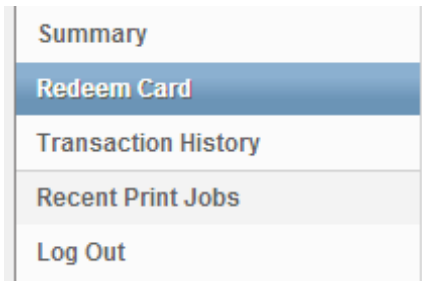 Summary
Redeem Card
Transaction History
Recent Print Jobs
Log Out